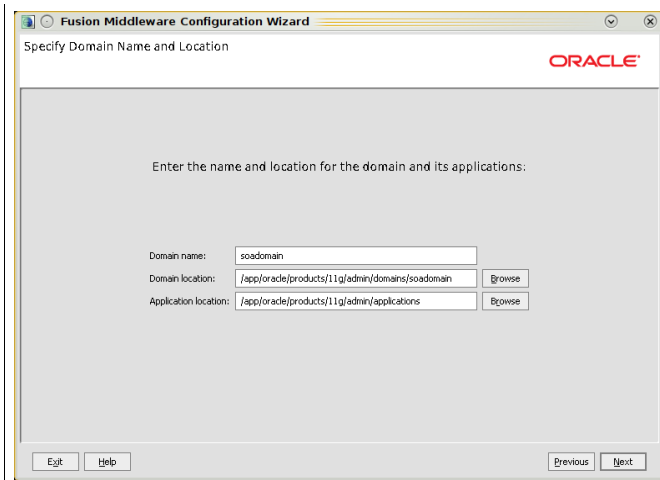 Fusion Middleware Configuration Wizard
Specify Domain Name and Location
ORACLE
Enter the name and location for the domain and its applications:
Domain name: soadomain
Domain location: /app/oracle/products/11g/admin/domains/soadomain Browse
Application location: /app/oracle/products/11g/admin/applications Browse
Exit Help Previous Next